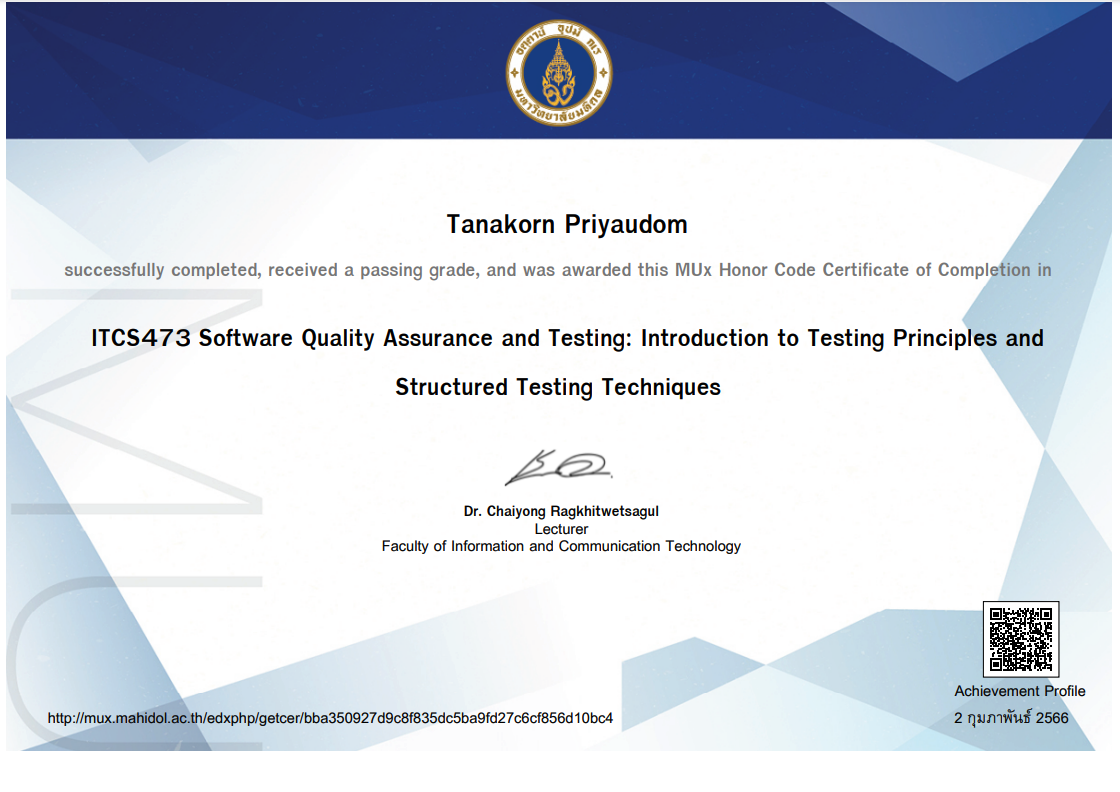 อตฺตานํ อุปมํ กเร
มหาวิทยาลัยมหิดล
Tanakorn Priyaudom
successfully completed, received a passing grade, and was awarded this MUx Honor Code Certificate of Completion in
ITCS473 Software Quality Assurance and Testing: Introduction to Testing Principles and
Structured Testing Techniques
Dr. Chaiyong Ragkhitwetsagul
Lecturer
Faculty of Information and Communication Technology
Achievement Profile
http://mux.mahidol.ac.th/edxphp/getcer/bba350927d9c8f835dc5ba9fd27c6cf856d10bc4
2 กุมภาพันธ์ 2566
MU